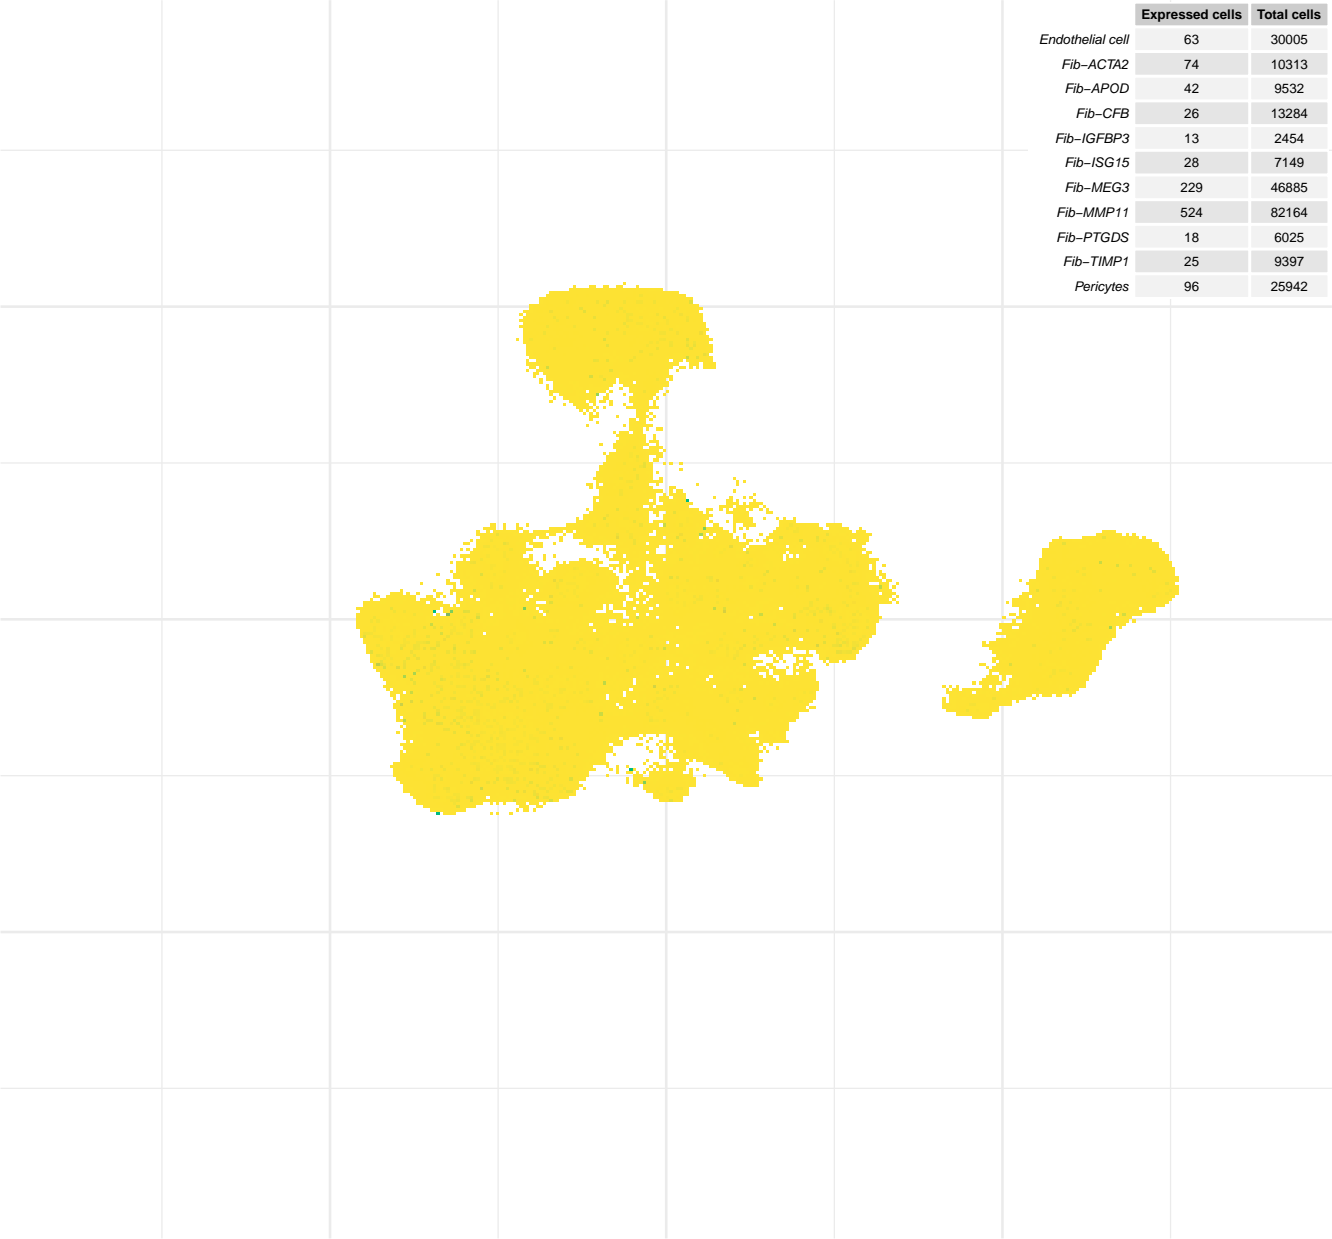 Expressed cells Total cells
Endothelial cell 63 30005
Fib−ACTA2 74 10313
Fib−APOD 42 9532
Fib−CFB 26 13284
Fib−IGFBP3 13 2454
Fib−ISG15 28 7149
Fib−MEG3 229 46885
Fib−MMP11 524 82164
Fib−PTGDS 18 6025
Fib−TIMP1 25 9397
Pericytes 96 25942